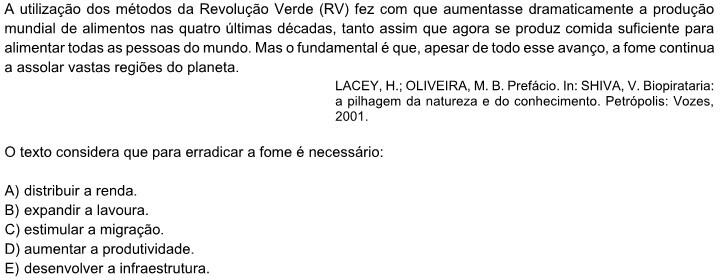 A utilização dos métodos da Revolução Verde (RV) fez com que aumentasse dramaticamente a produção
mundial de alimentos nas quatro últimas décadas, tanto assim que agora se produz comida suficiente para
alimentar todas as pessoas do mundo. Mas o fundamental é que, apesar de todo esse avanço, a fome continua
a assolar vastas regiões do planeta.
LACEY, H.; OLIVEIRA, M. B. Prefácio. In: SHIVA, V. Biopirataria:
a pilhagem da natureza e do conhecimento. Petrópolis: Vozes,
2001.
O texto considera que para erradicar a fome é necessário:
A) distribuir a renda.
B) expandir a lavoura.
C) estimular a migração.
D) aumentar a produtividade.
E) desenvolver a infraestrutura.